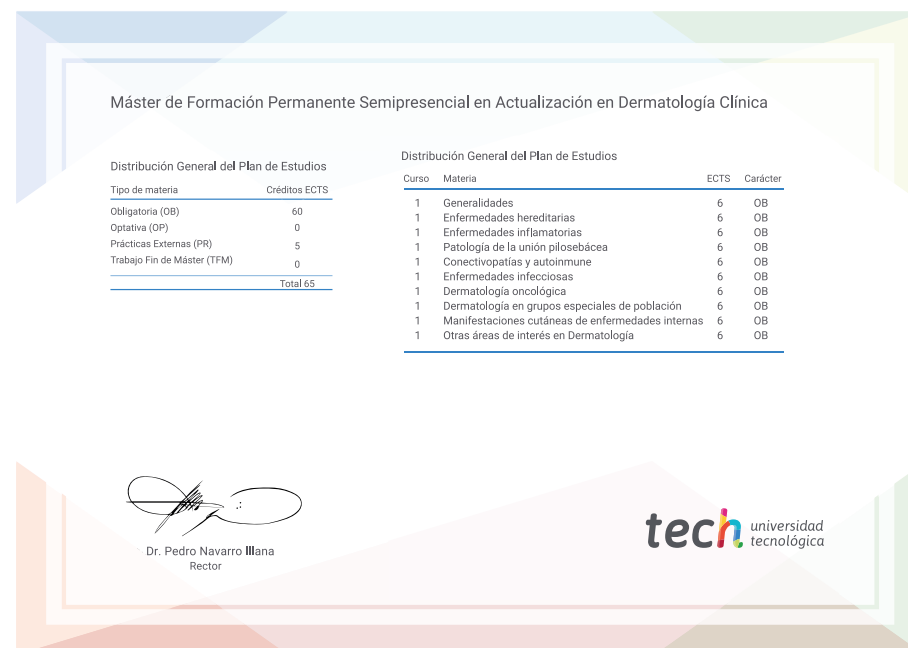 Máster de Formación Permanente Semipresencial en Actualización en Dermatología Clínica
Distribución General del Plan de Estudios
Tipo de materia Créditos ECTS
Obligatoria (OB) 60
Optativa (OP) 0
Prácticas Externas (PR) 5
Trabajo Fin de Máster (TFM) 0
Total 65
Distribución General del Plan de Estudios
Curso Materia ECTS Carácter
1 Generalidades 6 OB
1 Enfermedades hereditarias 6 OB
1 Enfermedades inflamatorias 6 OB
1 Patología de la unión pilosebácea 6 OB
1 Conectivopatías y autoinmune 6 OB
1 Enfermedades infecciosas 6 OB
1 Dermatología oncológica 6 OB
1 Dermatología en grupos especiales de población 6 OB
1 Manifestaciones cutáneas de enfermedades internas 6 OB
1 Otras áreas de interés en Dermatología 6 OB
Dr. Pedro Navarro Illana
Rector
tech universidad
tecnológica